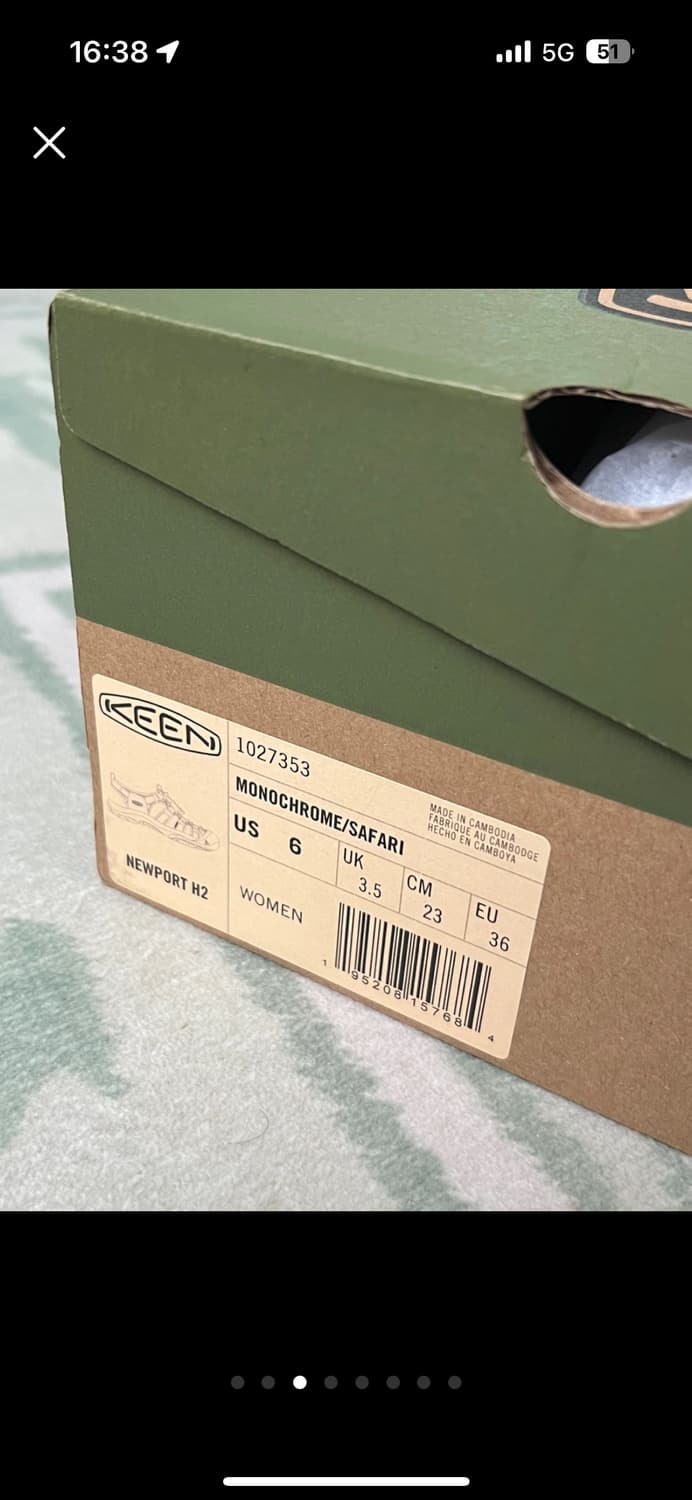 16:38
5G
51
KEEN
1027353
MONOCHROME/SAFARI
MADE IN CAMBODIA
FABRIQUE AU CAMBODGE
HECHO EN CAMBOYA
US 6
UK 3.5
CM 23
EU 36
NEWPORT H2
WOMEN
1 95208 15768 4